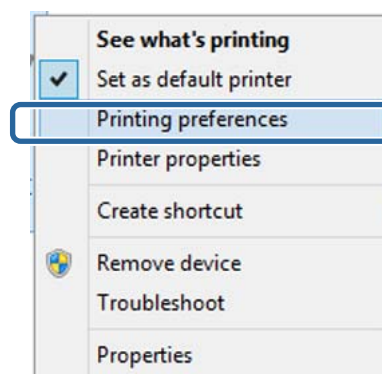 See what's printing
Set as default printer
Printing preferences
Printer properties
Create shortcut
Remove device
Troubleshoot
Properties